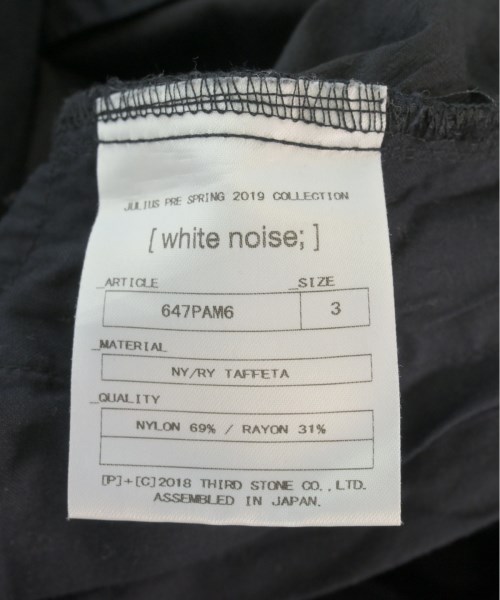 JULIUS PRE SPRING 2019 COLLECTION
[ white noise; ]
_ARTICLE _SIZE
647PAM6 3
_MATERIAL
NY/RY TAFFETA
_QUALITY
NYLON 69% / RAYON 31%
[P]+[C]2018 THIRD STONE CO.,LTD.
ASSEMBLED IN JAPAN.